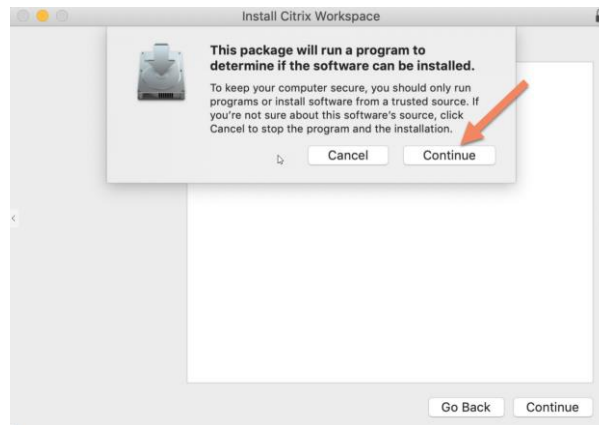 Install Citrix Workspace
This package will run a program to
determine if the software can be installed.
To keep your computer secure, you should only run
programs or install software from a trusted source. If
you're not sure about this software's source, click
Cancel to stop the program and the installation.
Cancel Continue
Go Back Continue